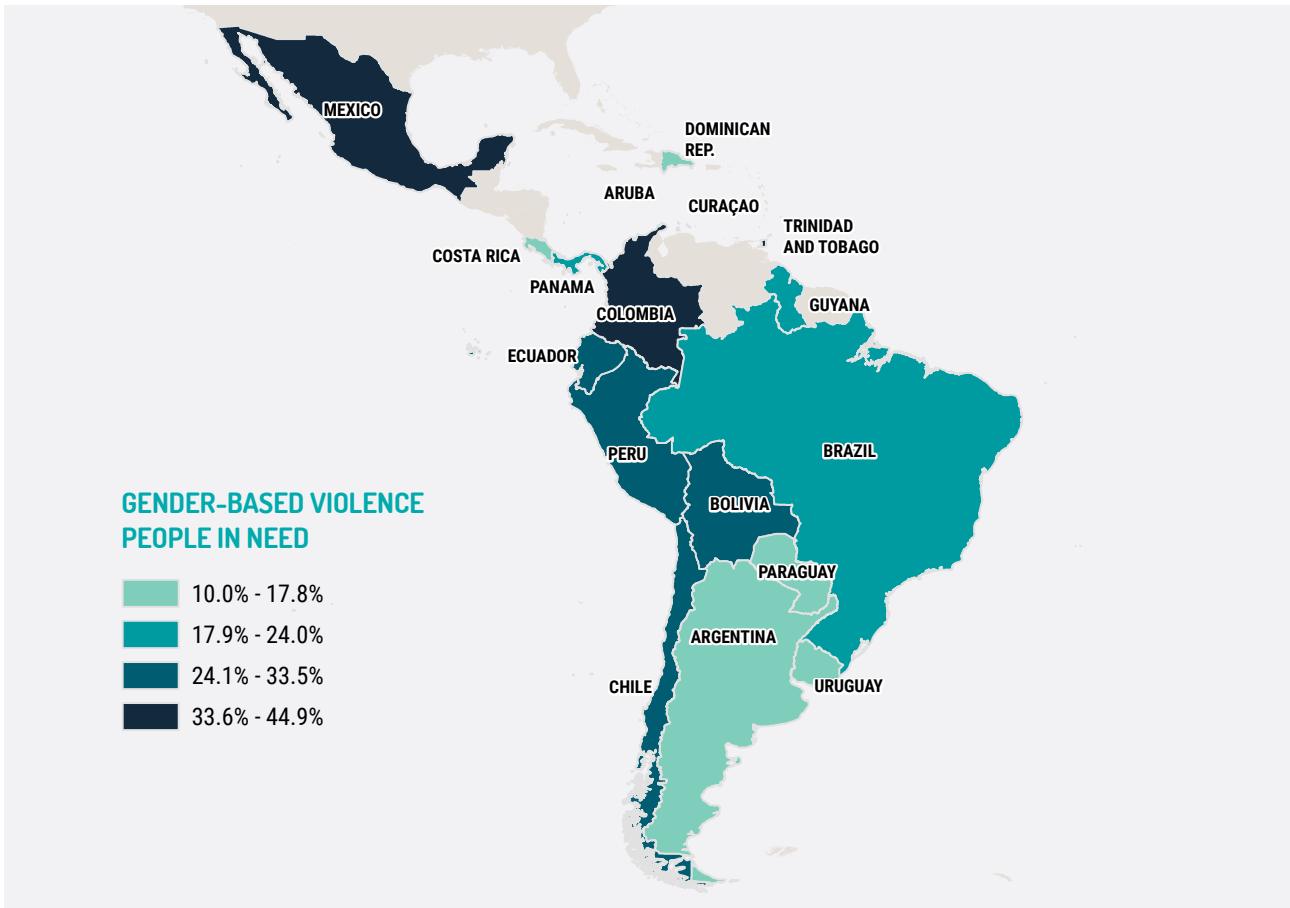 MEXICO
DOMINICAN
REP.
ARUBA
CURAÇAO
TRINIDAD
AND TOBAGO
COSTA RICA
PANAMA
GUYANA
COLOMBIA
ECUADOR
PERU
BRAZIL
BOLIVIA
PARAGUAY
ARGENTINA
CHILE
URUGUAY
GENDER-BASED VIOLENCE
PEOPLE IN NEED
10.0% - 17.8%
17.9% - 24.0%
24.1% - 33.5%
33.6% - 44.9%